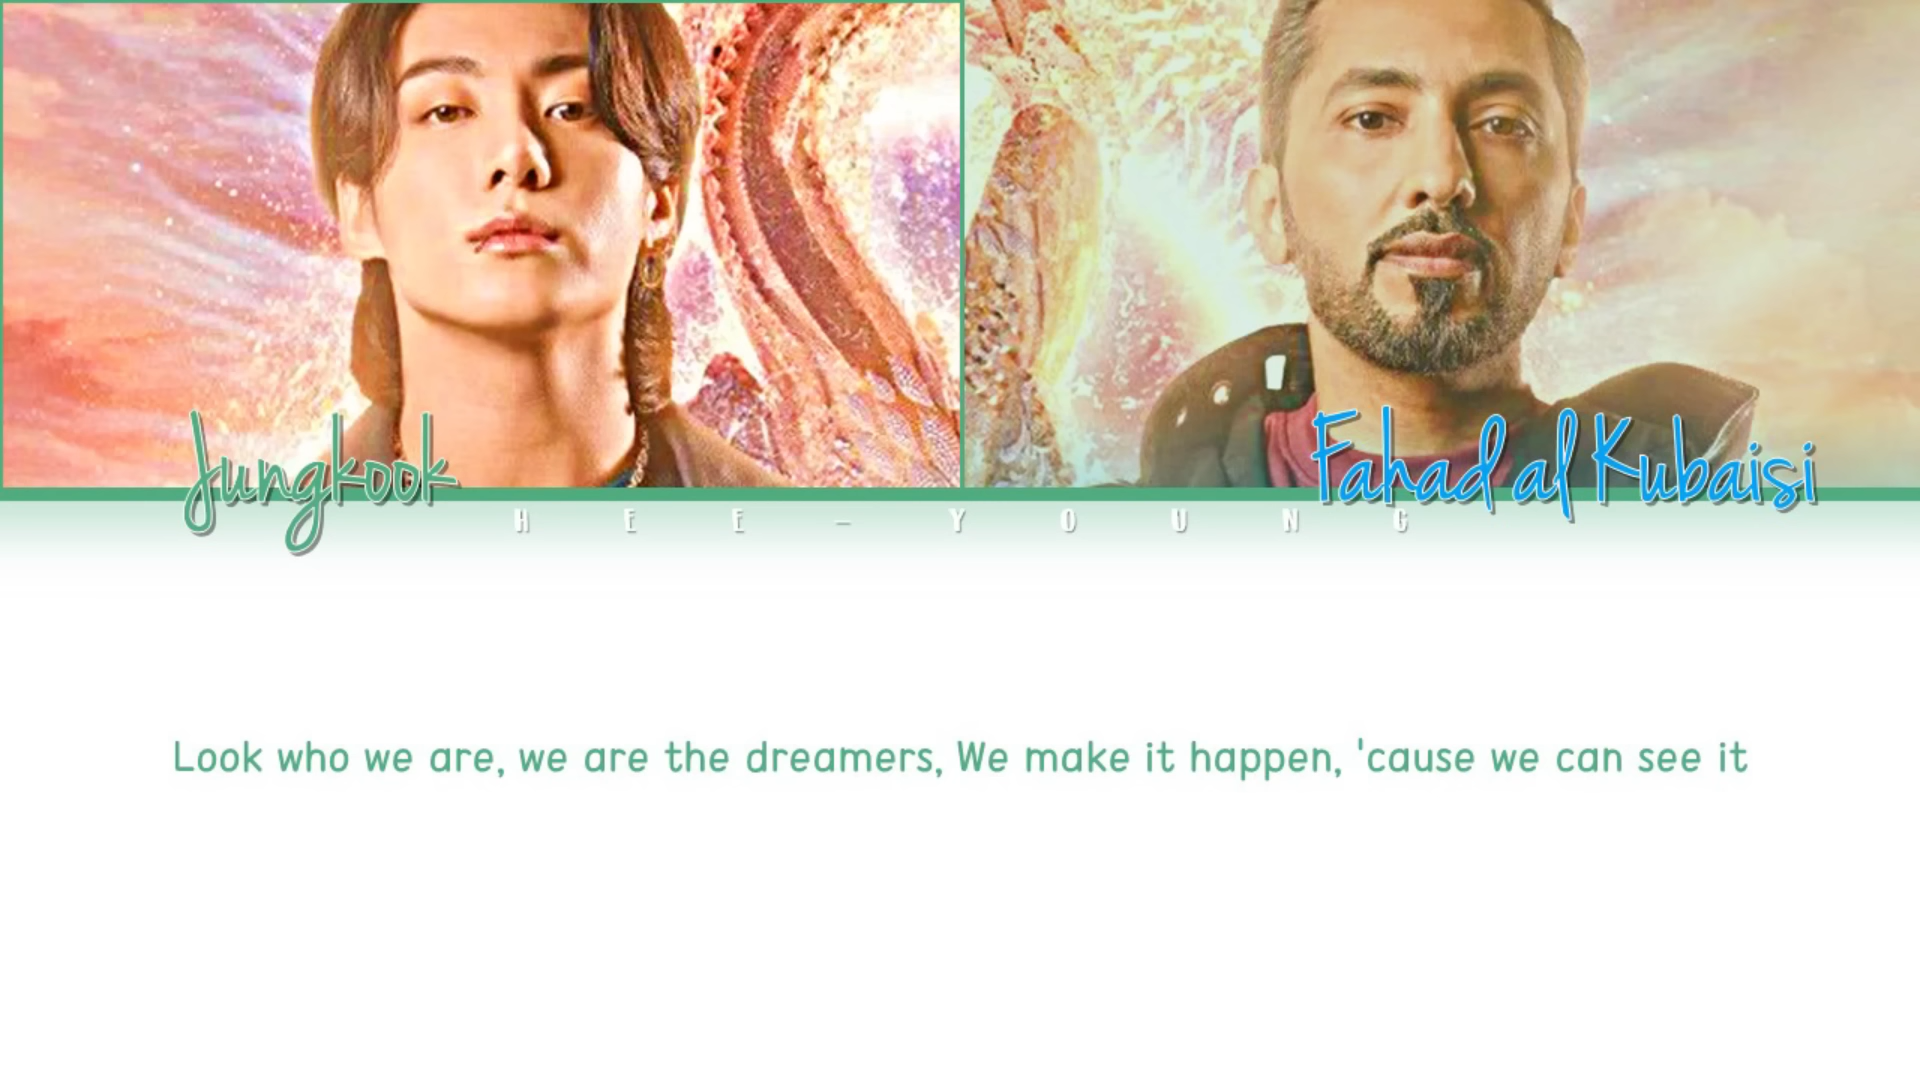 Jungkook
Fahad al Kubaisi
HEE-YOUNG
Look who we are, we are the dreamers, We make it happen, 'cause we can see it